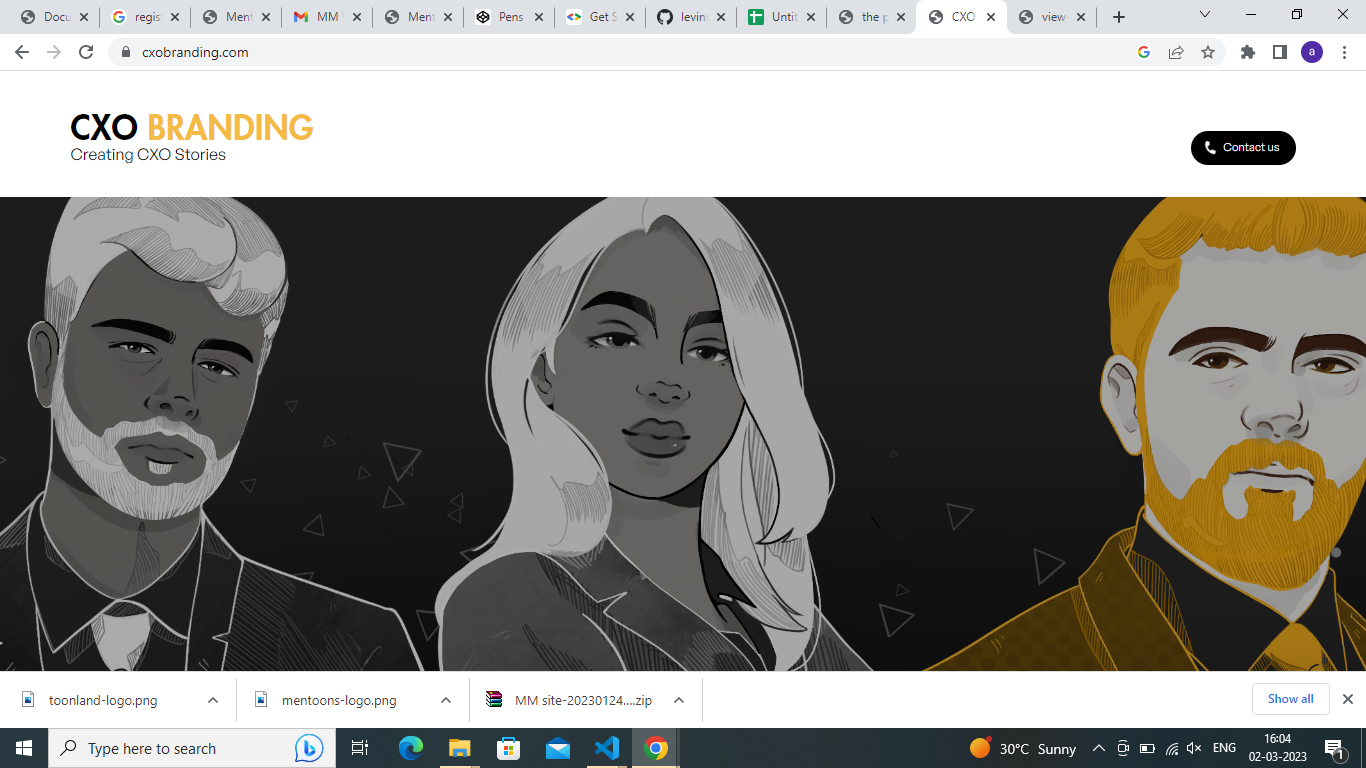 Docu
regist
Ment
MM
Ment
Pens
Get S
levin
Untit
the p
CXO
view-
cxobranding.com
a
CXO BRANDING
Creating CXO Stories
Contact us
toonland-logo.png
mentoons-logo.png
MM site-20230124....zip
Show all
Type here to search
30°C Sunny
ENG
16:04
02-03-2023
1